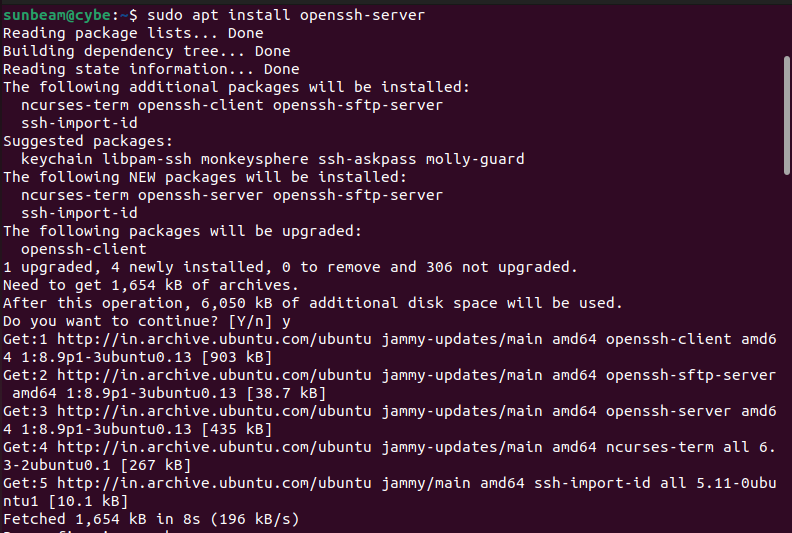 sunbeam@cybe:~$ sudo apt install openssh-server
Reading package lists... Done
Building dependency tree... Done
Reading state information... Done
The following additional packages will be installed:
  ncurses-term openssh-client openssh-sftp-server
  ssh-import-id
Suggested packages:
  keychain libpam-ssh monkeysphere ssh-askpass molly-guard
The following NEW packages will be installed:
  ncurses-term openssh-server openssh-sftp-server
  ssh-import-id
The following packages will be upgraded:
  openssh-client
1 upgraded, 4 newly installed, 0 to remove and 306 not upgraded.
Need to get 1,654 kB of archives.
After this operation, 6,050 kB of additional disk space will be used.
Do you want to continue? [Y/n] y
Get:1 http://in.archive.ubuntu.com/ubuntu jammy-updates/main amd64 openssh-client amd6
4 1:8.9p1-3ubuntu0.13 [903 kB]
Get:2 http://in.archive.ubuntu.com/ubuntu jammy-updates/main amd64 openssh-sftp-server
 amd64 1:8.9p1-3ubuntu0.13 [38.7 kB]
Get:3 http://in.archive.ubuntu.com/ubuntu jammy-updates/main amd64 openssh-server amd6
4 1:8.9p1-3ubuntu0.13 [435 kB]
Get:4 http://in.archive.ubuntu.com/ubuntu jammy-updates/main amd64 ncurses-term all 6.
3-2ubuntu0.1 [267 kB]
Get:5 http://in.archive.ubuntu.com/ubuntu jammy/main amd64 ssh-import-id all 5.11-0ubu
ntu1 [10.1 kB]
Fetched 1,654 kB in 8s (196 kB/s)